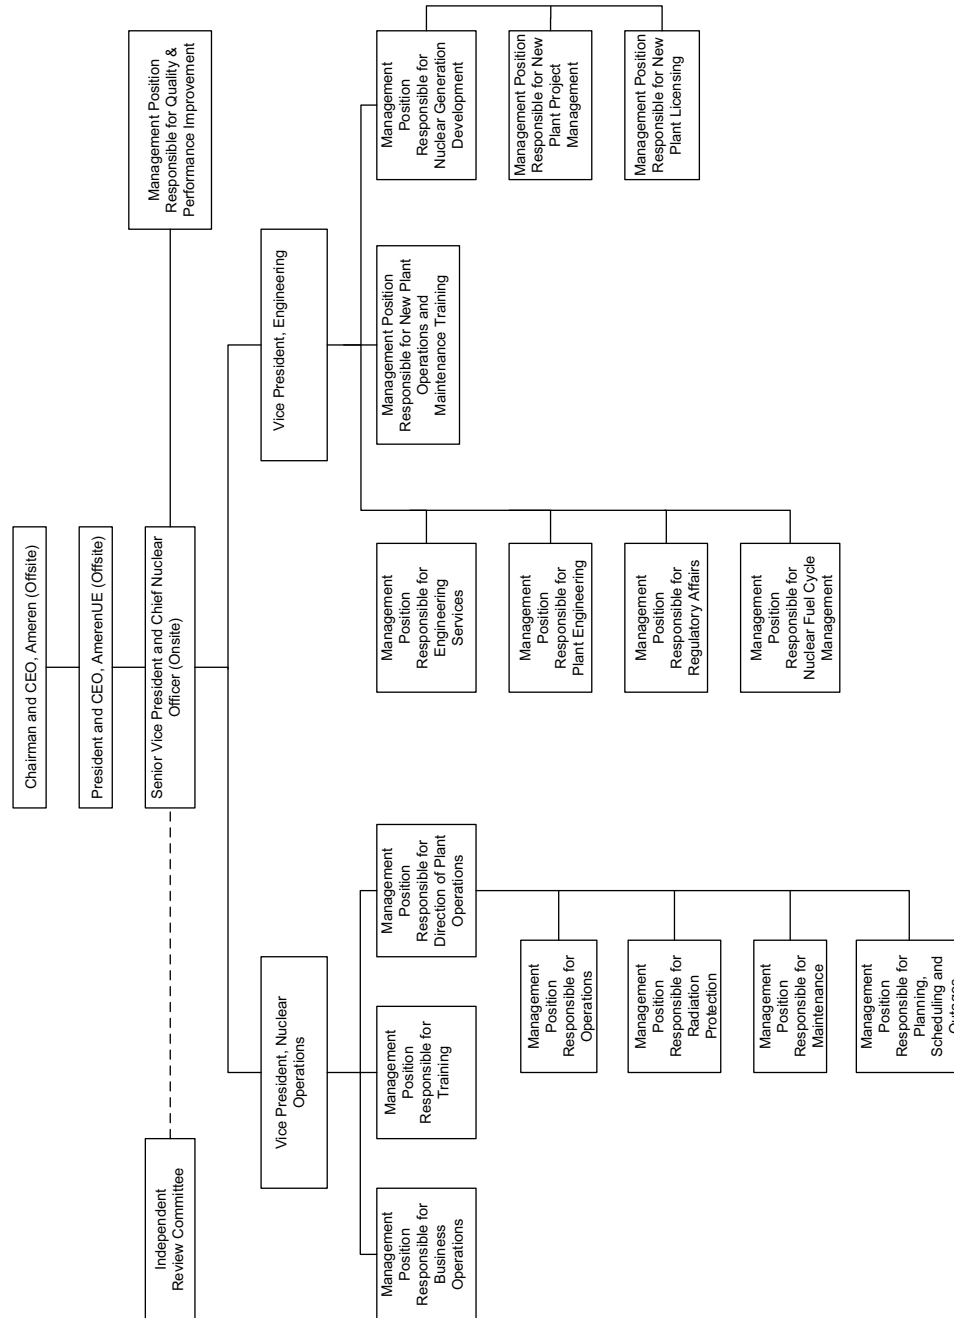 Chairman and CEO, Ameren (Offsite)
President and CEO, AmerenUE (Offsite)
Senior Vice President and Chief Nuclear
Officer (Onsite)
Independent
Review Committee
Management Position
Responsible for Quality &
Performance Improvement
Vice President, Nuclear
Operations
Vice President, Engineering
Management
Position
Responsible for
Business
Operations
Management
Position
Responsible for
Training
Management
Position
Responsible for
Direction of Plant
Operations
Management
Position
Responsible for
Operations
Management
Position
Responsible for
Radiation
Protection
Management
Position
Responsible for
Maintenance
Management
Position
Responsible for
Planning,
Scheduling and
Outages
Management
Position
Responsible for
Engineering
Services
Management
Position
Responsible for
Plant Engineering
Management
Position
Responsible for
Regulatory Affairs
Management
Position
Responsible for
Nuclear Fuel Cycle
Management
Management Position
Responsible for New Plant
Operations and
Maintenance Training
Management
Position
Responsible for
Nuclear Generation
Development
Management Position
Responsible for New
Plant Project
Management
Management Position
Responsible for New
Plant Licensing